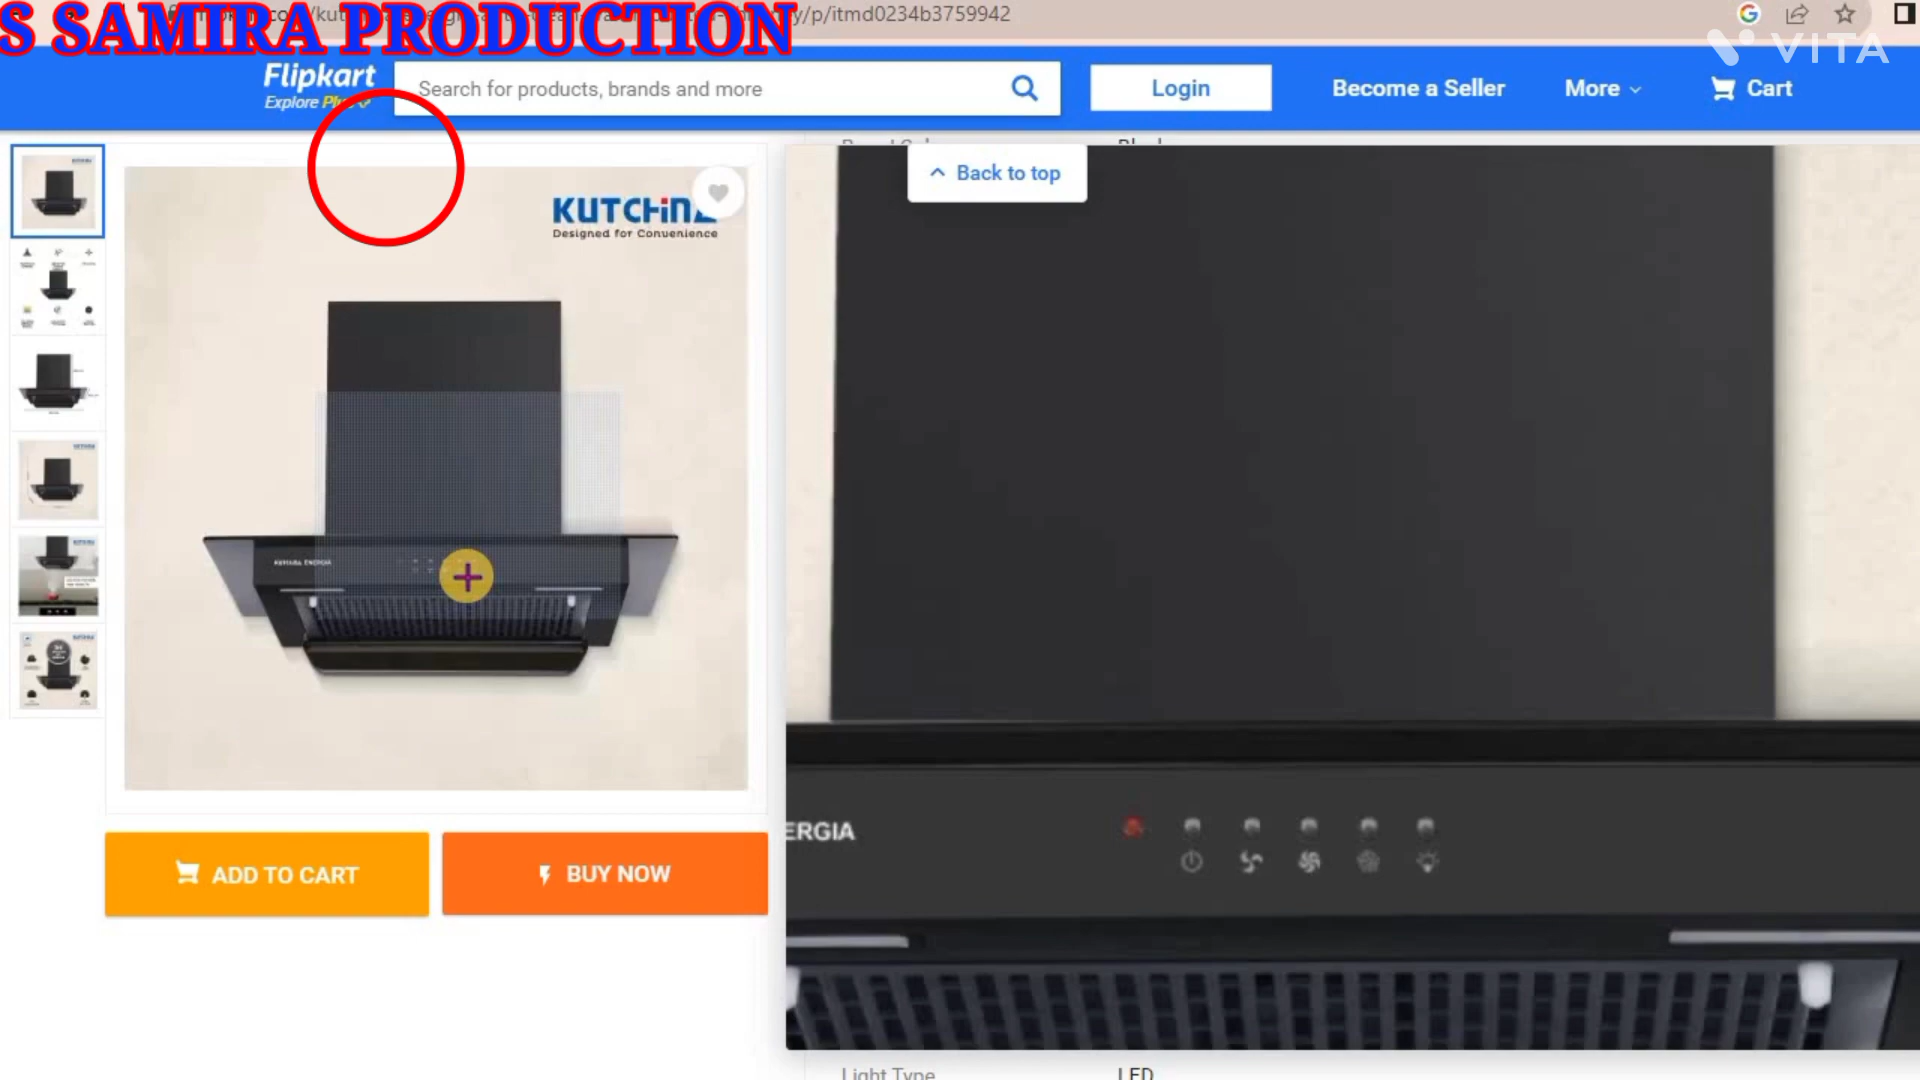 S SAMIRA PRODUCTION
/p/itmd0234b3759942
VITA
Flipkart
Explore Plus
Search for products, brands and more
Login
Become a Seller
More
Cart
Back to top
KUTCHINA
Designed for Convenience
ERGIA
ADD TO CART
BUY NOW
Light Type
LED